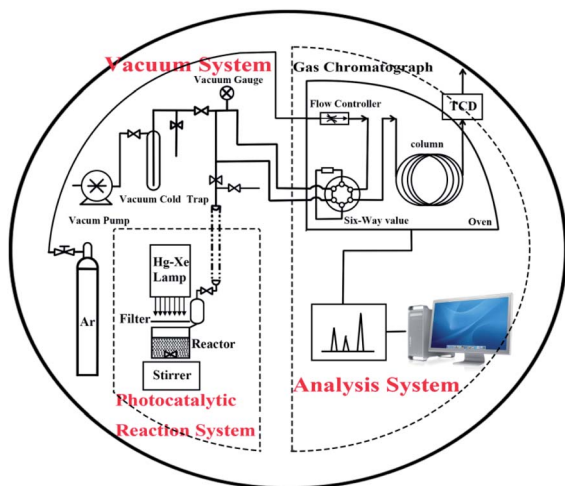 Vacuum System
Vacuum Gauge
Gas Chromatograph
Flow Controller
TCD
column
Vacum Pump
Vacuum Cold Trap
Six-Way value
Oven
Hg-Xe
Lamp
Ar
Filter
Reactor
Stirrer
Photocatalytic
Reaction System
Analysis System